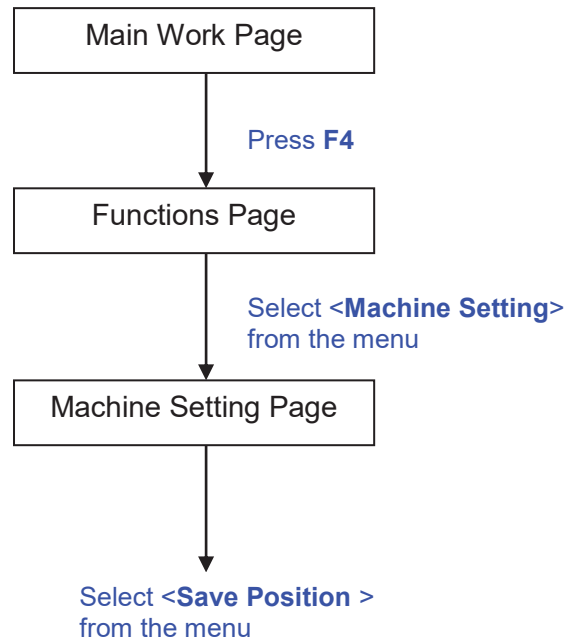 Main Work Page
Press F4
Functions Page
Select <Machine Setting>
from the menu
Machine Setting Page
Select <Save Position >
from the menu